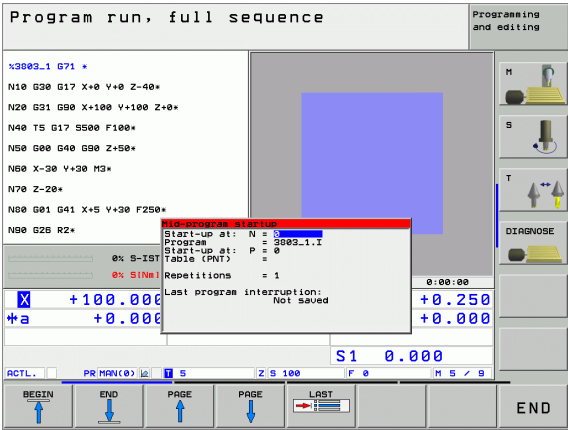 Program run, full sequence
Programming
and editing
%3803_1 G71 *
N10 G30 G17 X+0 Y+0 Z-40*
N20 G31 G90 X+100 Y+100 Z+0*
N40 T5 G17 S500 F100*
N50 G00 G40 G90 Z+50*
N60 X-30 Y+30 M3*
N70 Z-20*
N80 G01 G41 X+5 Y+30 F250*
N90 G26 R2*
M
S
T
DIAGNOSE
Mid-program startup
Start-up at: N = 0
Program = 3803_1.I
Start-up at: P = 0
Table (PNT) =
Repetitions = 1
Last program interruption:
Not saved
0% S-IST
0% S[Nm]
0:00:00
X +100.000
+0.250
a +0.000
+0.000
S1 0.000
ACTL. PR MAN(0) T 5 Z S 100 F 0 M 5 / 9
BEGIN
END
PAGE
PAGE
LAST
END